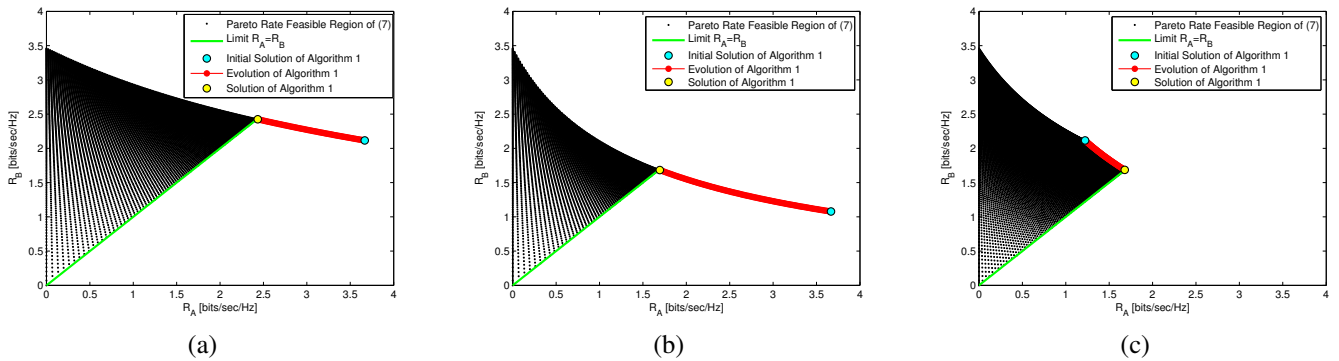 Pareto Rate Feasible Region of (7)
Limit R_A=R_B
Initial Solution of Algorithm 1
Evolution of Algorithm 1
Solution of Algorithm 1
4
3.5
3
2.5
2
1.5
1
0.5
0
R_B [bits/sec/Hz]
0 0.5 1 1.5 2 2.5 3 3.5 4
R_A [bits/sec/Hz]
(a)
Pareto Rate Feasible Region of (7)
Limit R_A=R_B
Initial Solution of Algorithm 1
Evolution of Algorithm 1
Solution of Algorithm 1
4
3.5
3
2.5
2
1.5
1
0.5
0
R_B [bits/sec/Hz]
0 0.5 1 1.5 2 2.5 3 3.5 4
R_A [bits/sec/Hz]
(b)
Pareto Rate Feasible Region of (7)
Limit R_A=R_B
Initial Solution of Algorithm 1
Evolution of Algorithm 1
Solution of Algorithm 1
4
3.5
3
2.5
2
1.5
1
0.5
0
R_B [bits/sec/Hz]
0 0.5 1 1.5 2 2.5 3 3.5 4
R_A [bits/sec/Hz]
(c)